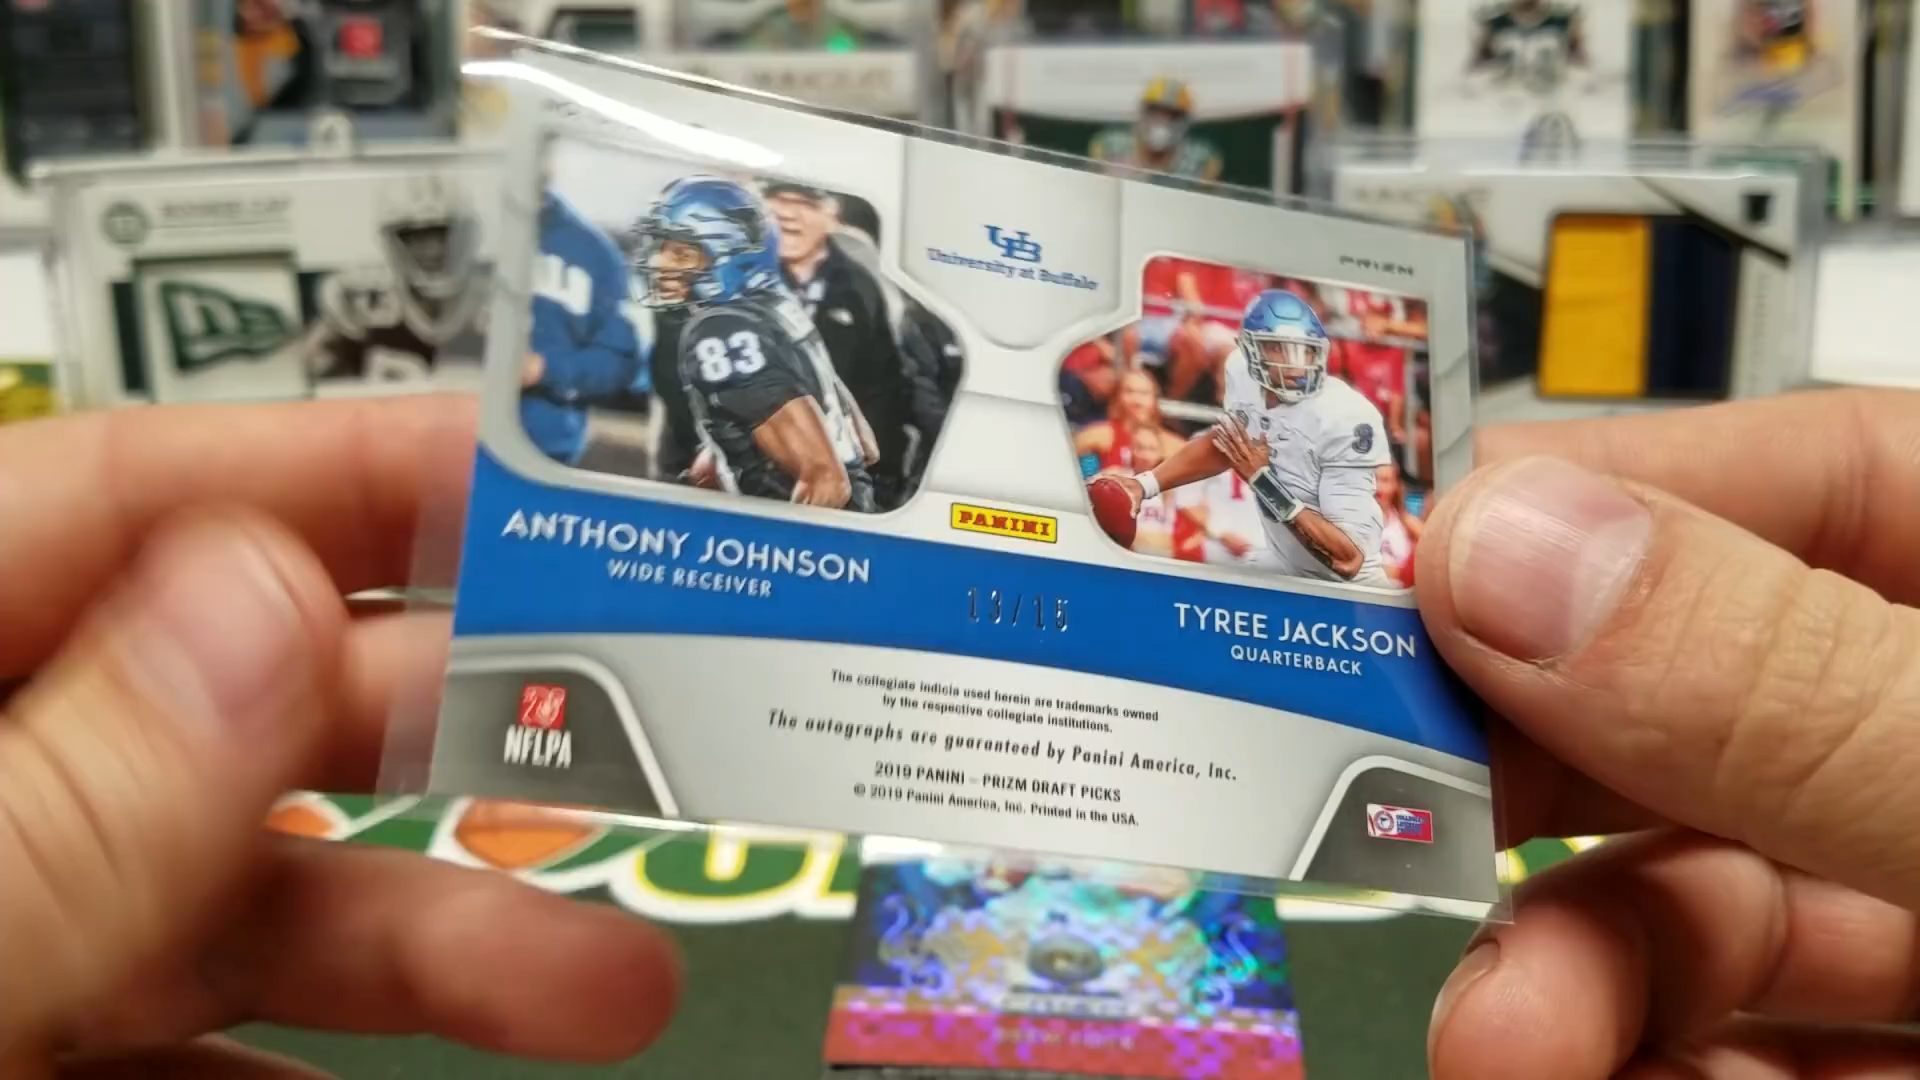 UB
University at Buffalo
PRIZM
83
3
PANINI
ANTHONY JOHNSON
WIDE RECEIVER
13/15
TYREE JACKSON
QUARTERBACK
The collegiate indicia used herein are trademarks owned
by the respective collegiate institutions.
The autographs are guaranteed by Panini America, Inc.
2019 PANINI - PRIZM DRAFT PICKS
© 2019 Panini America, Inc. Printed in the USA.
NFLPA